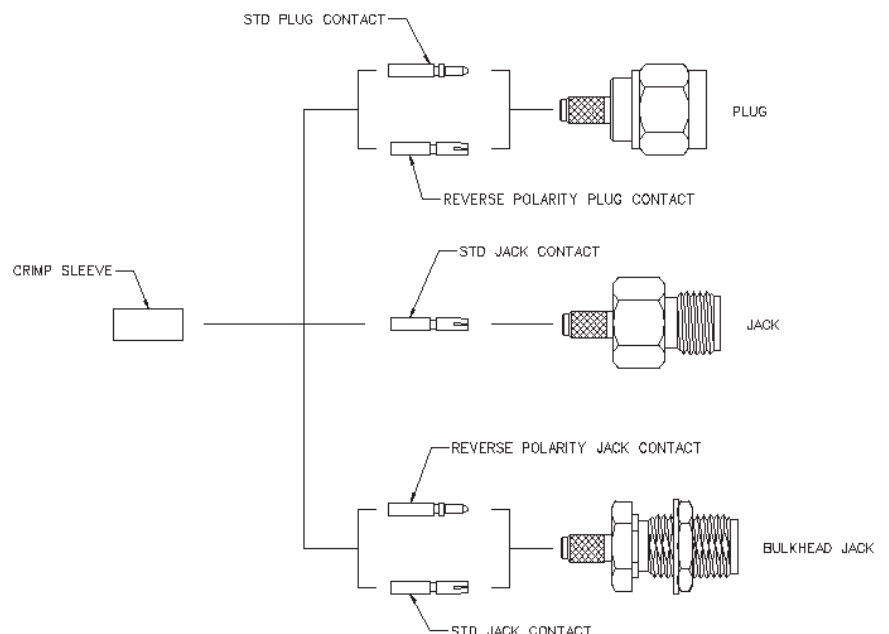 STD PLUG CONTACT
PLUG
REVERSE POLARITY PLUG CONTACT
STD JACK CONTACT
CRIMP SLEEVE
JACK
REVERSE POLARITY JACK CONTACT
BULKHEAD JACK
STD JACK CONTACT